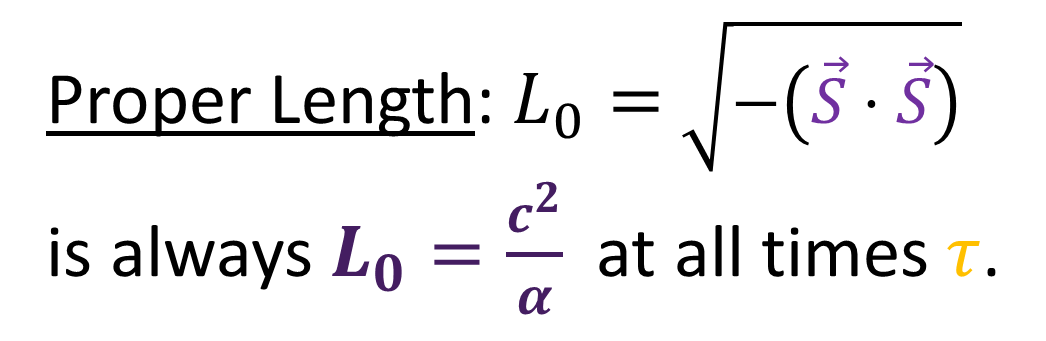 Proper Length: L₀ = √(−(S⃗ · S⃗))
is always L₀ = c²/α at all times τ.